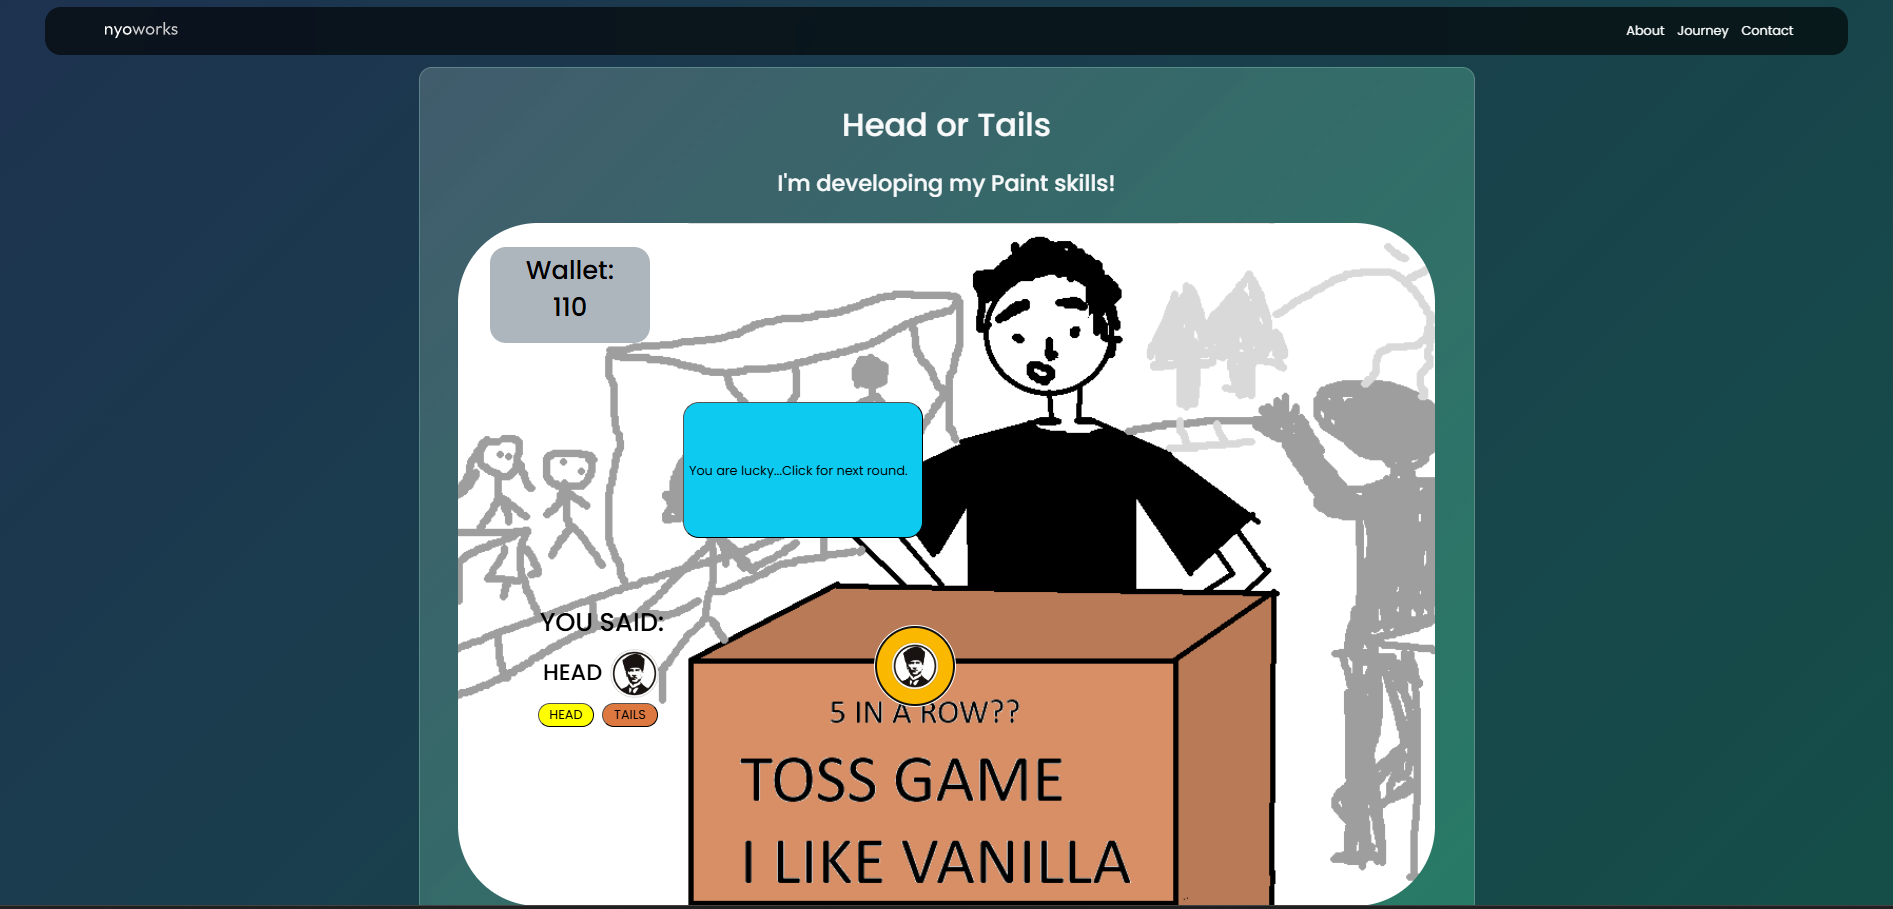 nyoworks
About Journey Contact
Head or Tails
I'm developing my Paint skills!
Wallet:
110
You are lucky...Click for next round.
YOU SAID:
HEAD
HEAD TAILS
5 IN A ROW??
TOSS GAME
I LIKE VANILLA